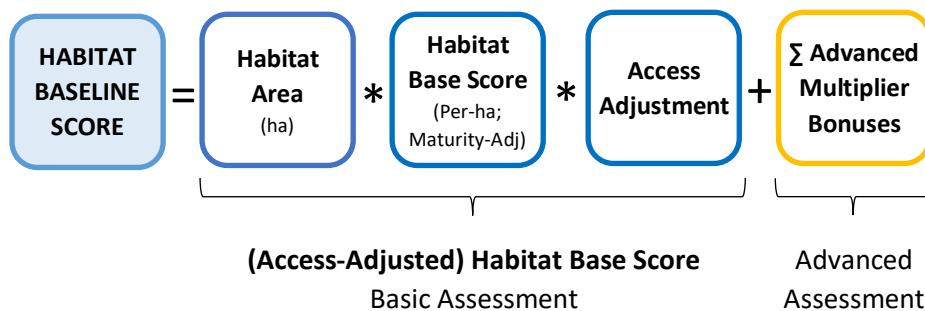 HABITAT
BASELINE
SCORE
=
Habitat
Area
(ha)
*
Habitat
Base Score
(Per-ha;
Maturity-Adj)
*
Access
Adjustment
+
∑ Advanced
Multiplier
Bonuses
(Access-Adjusted) Habitat Base Score
Basic Assessment
Advanced
Assessment